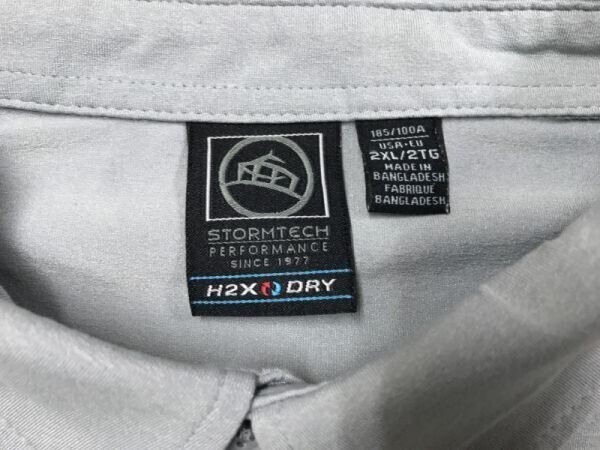 STORMTECH
PERFORMANCE
SINCE 1977
H2X DRY
185/100A
USA·EU
2XL/2TG
MADE IN
BANGLADESH
FABRIQUE
BANGLADESH